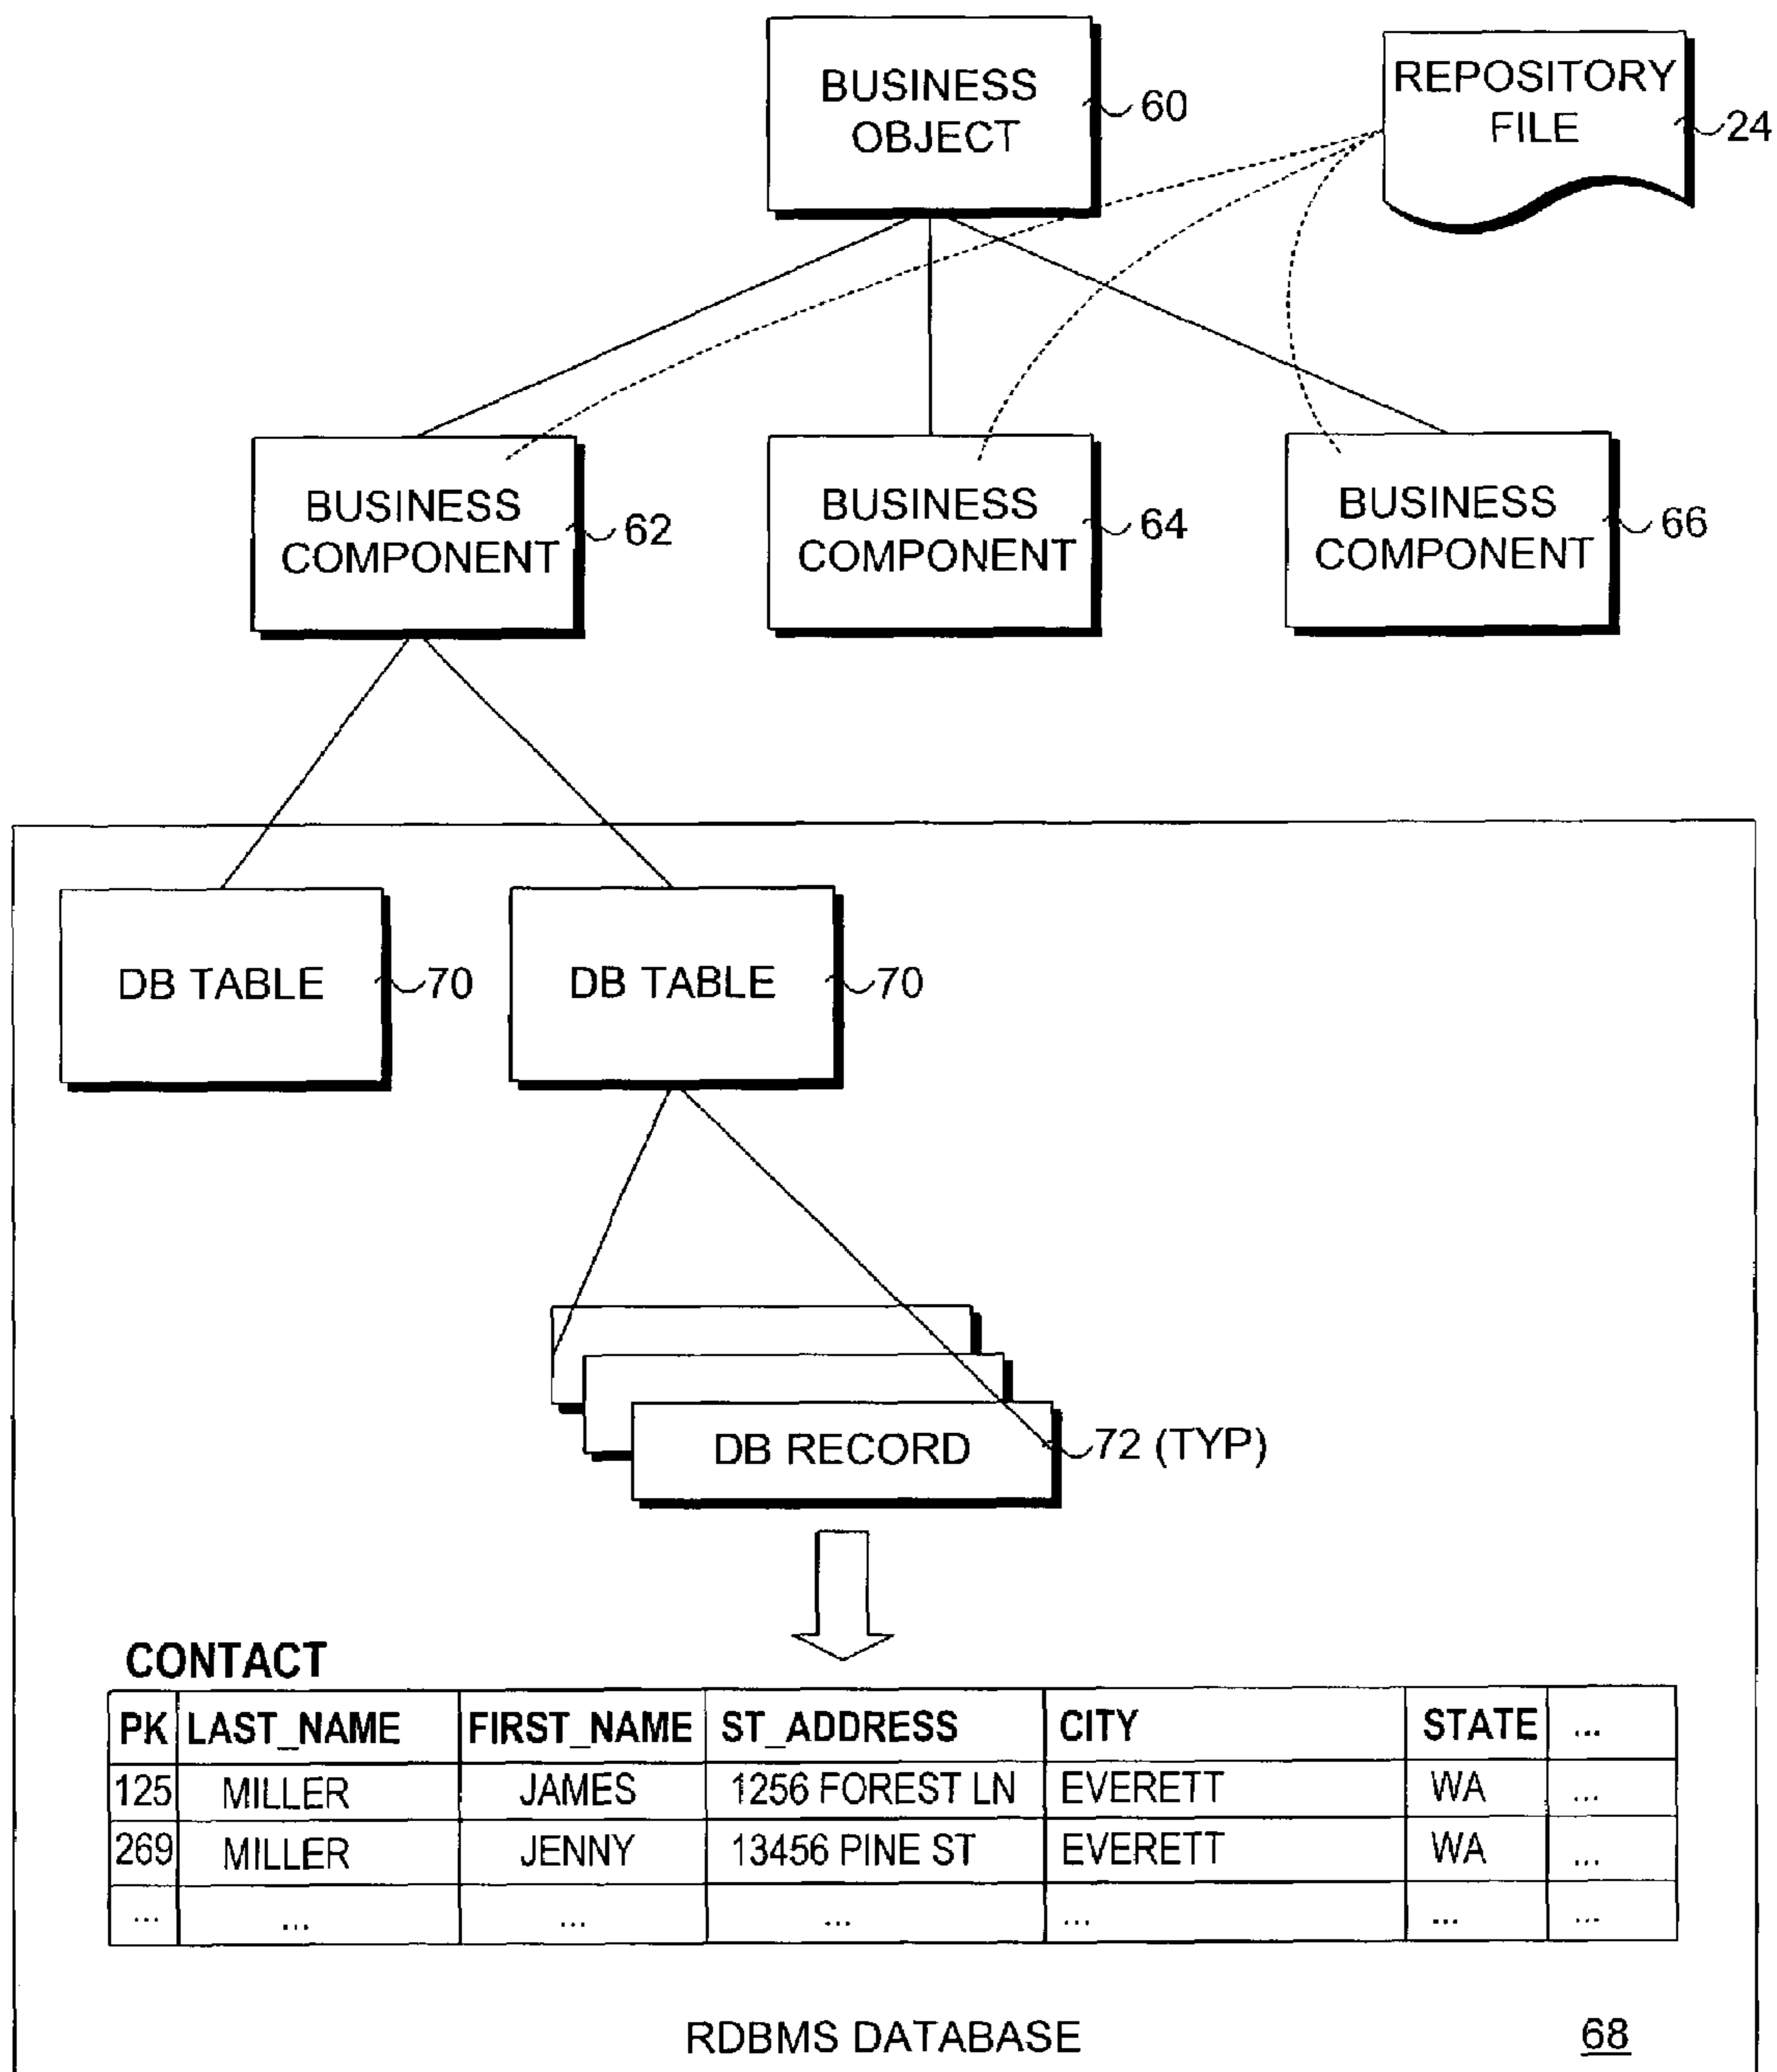 BUSINESS
OBJECT
60
REPOSITORY
FILE
24
BUSINESS
COMPONENT
62
BUSINESS
COMPONENT
64
BUSINESS
COMPONENT
66
DB TABLE
70
DB TABLE
70
DB RECORD
72 (TYP)
CONTACT
PK LAST_NAME FIRST_NAME ST_ADDRESS CITY STATE ...
125 MILLER JAMES 1256 FOREST LN EVERETT WA ...
269 MILLER JENNY 13456 PINE ST EVERETT WA ...
... ... ... ... ... ... ...
RDBMS DATABASE
68